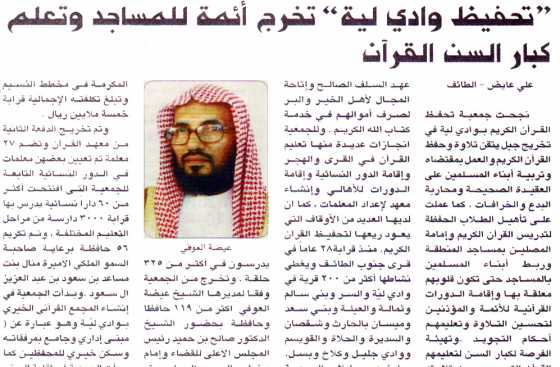 ”تحفيظ وادي لية“ تخرج أئمة للمساجد وتعلم
كبار السن القرآن
علي عايض - الطائف
نجحت جمعية تحفظ
القرآن الكريم بوادي لية في
تخريج جيل يتقن تلاوة وحفظ
القرآن الكريم والعمل بمقتضاه
وتربية أبناء المسلمين على
العقيدة الصحيحة ومحاربة
البدع والخرافات . كما عملت
على تأهيل الطلاب الحفظة
لتدريس القرآن الكريم وإمامة
المصلين بمساجد المنطقة
وربط أبناء المسلمين
بالمساجد حتى تكون قلوبهم
معلقة بها وإقامة الدورات
القرآنية للأئمة والمؤذنين
لتحسين التلاوة وتعليمهم
أحكام التجويد. وتهيئة
الفرصة لكبار السن لتعليمهم
عهد السلف الصالح وإتاحة
المجال لأهل الخير والبر
لصرف أموالهم في خدمة
كتاب الله الكريم . وللجمعية
انجازات عديدة منها تعليم
القرآن في القرى والهجر
وإقامة الدور النسائية وإقامة
الدورات للأهالي وإنشاء
معهد لإعداد المعلمات ، كما ان
لديها العديد من الأوقاف التي
يعود ريعها لتحفيظ القرآن
الكريم. منذ قرابة ٢٨ عاما في
قرى جنوب الطائف ويغطي
نشاطها أكثر من ٢٠٠ قرية في
وادي لية والسر وبني سالم
وثمالة والعيلة وبني سعد
وميسان بالحارث وشقصان
والسديرة والحلاة والقويسم
ووادي جليل وكلاخ وبسل.
عيضة العوفي
يدرسون في أكثر من ٣٢٥
حلقة . وتخرج من الجمعية
وفقا لمديرها الشيخ عيضة
العوفي اكثر من ١١٩ حافظا
وحافظة بحضور الشيخ
الدكتور صالح بن حميد رئيس
المجلس الاعلى للقضاء وإمام
المكرمة في مخطط النسيم
وتبلغ تكلفته الإجمالية قرابة
خمسة ملايين ريال .
وتم تخريج الدفعة الثانية
من معهد القرآن وتضم ٢٧
معلمة تم تعيين بعضهن معلمات
في الدور النسائية التابعة
للجمعية التي افتتحت أكثر
من ٦٠ دارا نسائية يدرس بها
قرابة ٣٠٠٠ دارسة من مراحل
التعليم المختلفة ، وتم تكريم
٥٦ حافظة برعاية صاحبة
السمو الملكي الاميرة منال بنت
مساعد بن سعود بن عبد العزيز
آل سعود . وبدأت الجمعية في
إنشاء المجمع القرآني الخيري
بوادي لية وهو عبارة عن
مبنى إداري وجامع بمرفقاته
وسكن خيري للمحفظين كما